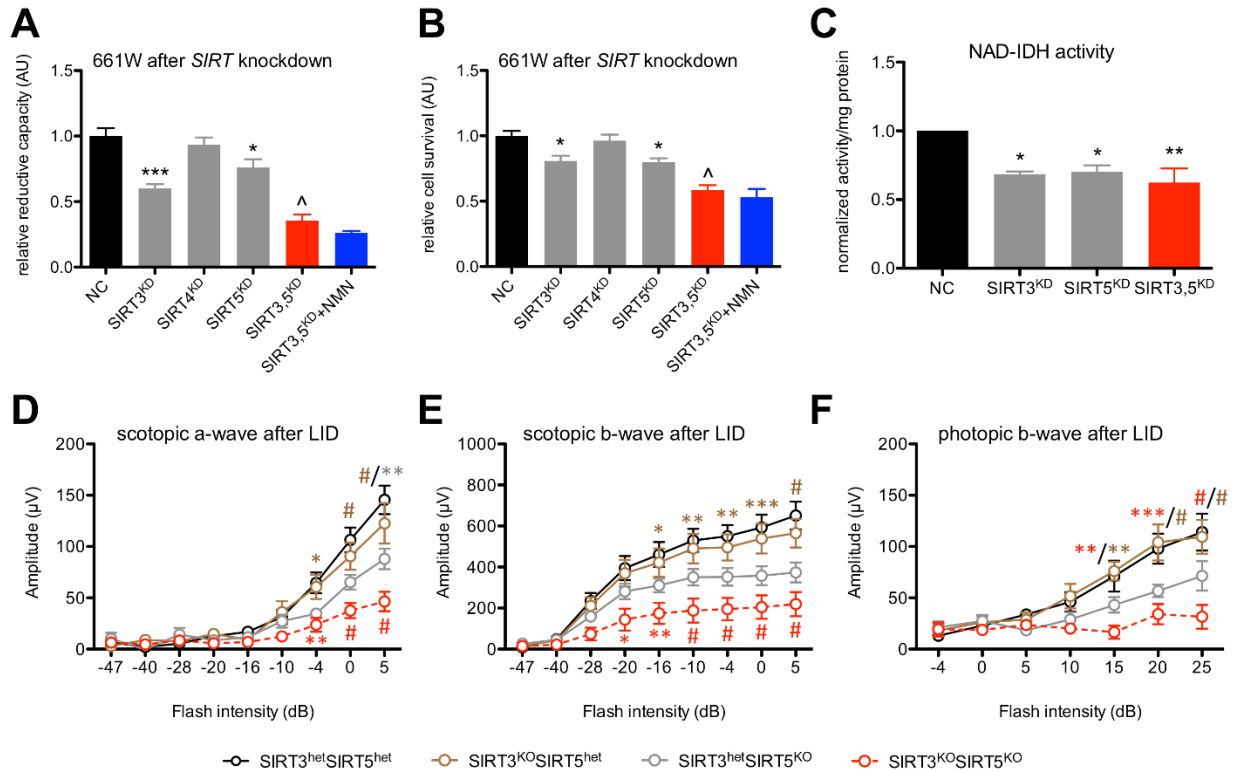 A
661W after SIRT knockdown
relative reductive capacity (AU)
1.5
1.0
0.5
0.0
***
*
^
NC
SIRT3KD
SIRT4KD
SIRT5KD
SIRT3,5KD
SIRT3,5KD+NMN
B
661W after SIRT knockdown
relative cell survival (AU)
1.5
1.0
0.5
0.0
*
*
^
NC
SIRT3KD
SIRT4KD
SIRT5KD
SIRT3,5KD
SIRT3,5KD+NMN
C
NAD-IDH activity
normalized activity/mg protein
1.5
1.0
0.5
0.0
*
*
**
NC
SIRT3KD
SIRT5KD
SIRT3,5KD
D
scotopic a-wave after LID
Amplitude (µV)
200
150
100
50
0
#/**
#
*
**
#
#
-47 -40 -28 -20 -16 -10 -4 0 5
Flash intensity (dB)
E
scotopic b-wave after LID
Amplitude (µV)
1000
800
600
400
200
0
* ** ** *** #
* ** # # # #
-47 -40 -28 -20 -16 -10 -4 0 5
Flash intensity (dB)
F
photopic b-wave after LID
Amplitude (µV)
200
150
100
50
0
**/**
***/#
#/#
-4 0 5 10 15 20 25
Flash intensity (dB)
SIRT3hetSIRT5het
SIRT3KOSIRT5het
SIRT3hetSIRT5KO
SIRT3KOSIRT5KO